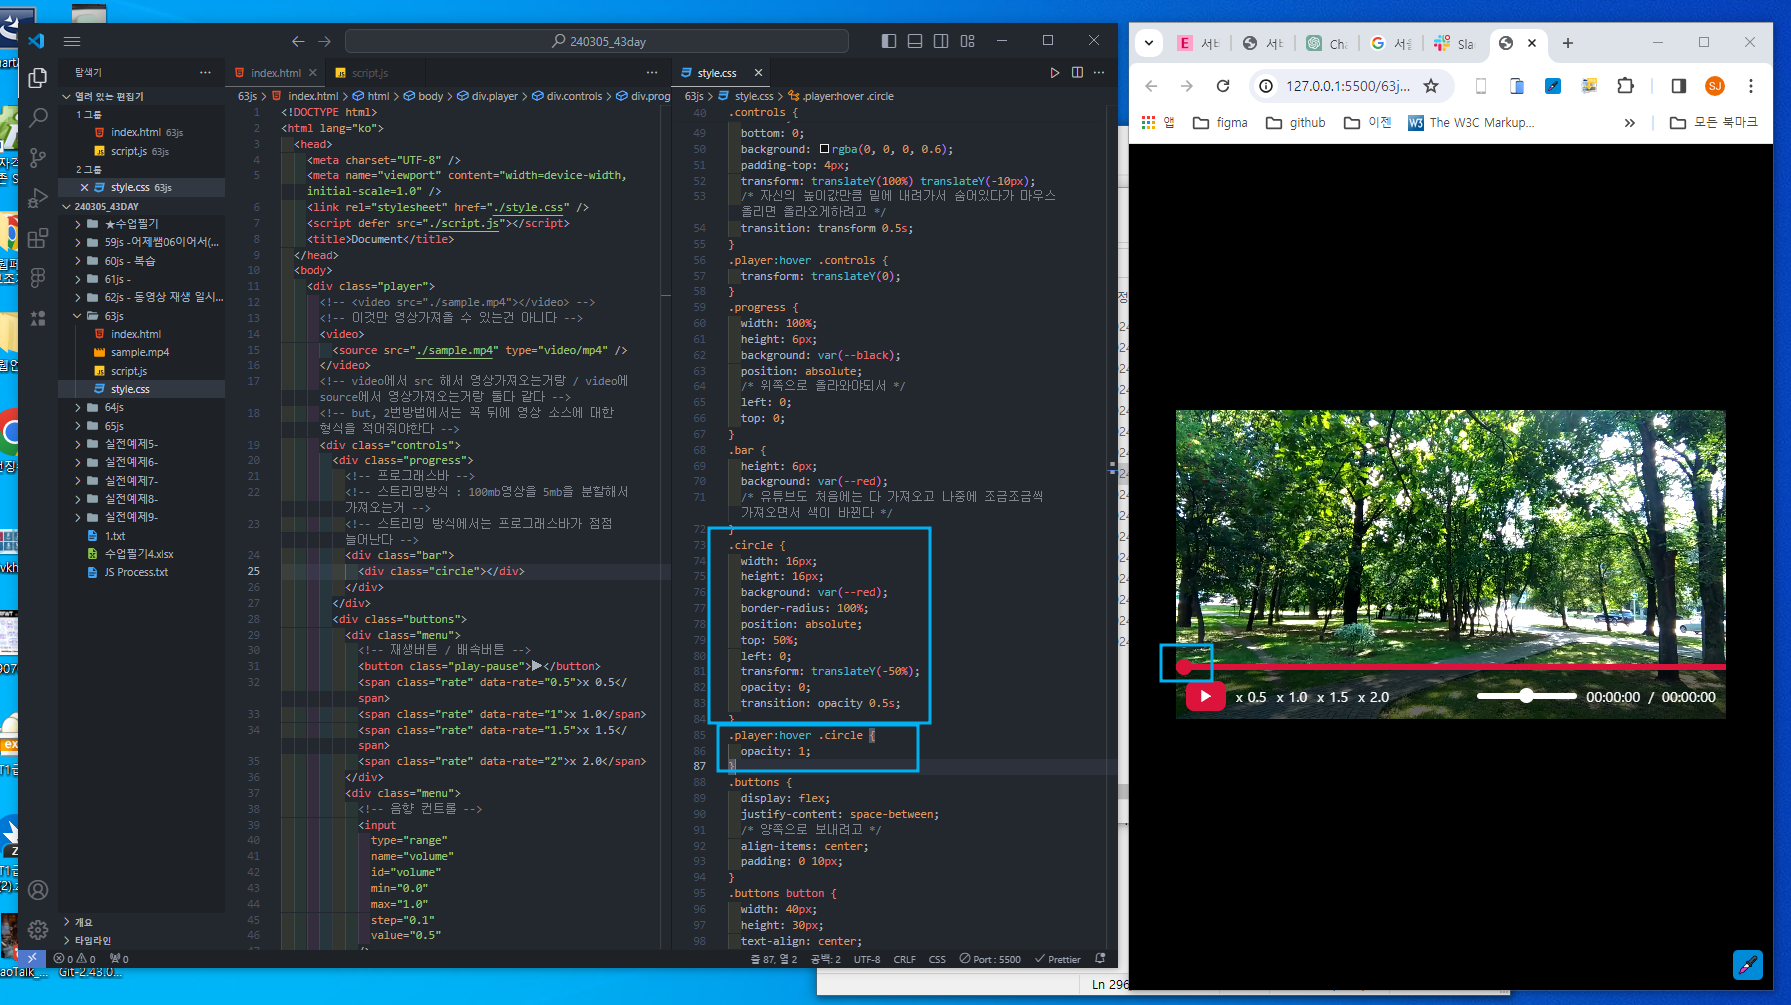 240305_43day
탐색기
열려 있는 편집기
1 그룹
index.html 63js
script.js 63js
2 그룹
style.css 63js
240305_43DAY
★수업필기
59js -어제쌤06이어서(...
60js - 복습
61js -
62js - 동영상 재생 일시...
63js
index.html
sample.mp4
script.js
style.css
64js
65js
실전예제5-
실전예제6-
실전예제7-
실전예제8-
실전예제9-
1.txt
수업필기4.xlsx
JS Process.txt
개요
타임라인
index.html
script.js
63js > index.html > html > body > div.player > div.controls > div.prog
1 <!DOCTYPE html>
2 <html lang="ko">
3 <head>
4 <meta charset="UTF-8" />
5 <meta name="viewport" content="width=device-width,
initial-scale=1.0" />
6 <link rel="stylesheet" href="./style.css" />
7 <script defer src="./script.js"></script>
8 <title>Document</title>
9 </head>
10 <body>
11 <div class="player">
12 <!-- <video src="./sample.mp4"></video> -->
13 <!-- 이것만 영상가져올 수 있는건 아니다 -->
14 <video>
15 <source src="./sample.mp4" type="video/mp4" />
16 </video>
17 <!-- video에서 src 해서 영상가져오는거랑 / video에
source에서 영상가져오는거랑 둘다 같다 -->
18 <!-- but, 2번방법에서는 꼭 뒤에 영상 소스에 대한
형식을 적어줘야한다 -->
19 <div class="controls">
20 <div class="progress">
21 <!-- 프로그래스바 -->
22 <!-- 스트리밍방식 : 100mb영상을 5mb을 분할해서
가져오는거 -->
23 <!-- 스트리밍 방식에서는 프로그래스바가 점점
늘어난다 -->
24 <div class="bar">
25 <div class="circle"></div>
26 </div>
27 </div>
28 <div class="buttons">
29 <div class="menu">
30 <!-- 재생버튼 / 배속버튼 -->
31 <button class="play-pause">▶</button>
32 <span class="rate" data-rate="0.5">x 0.5</
span>
33 <span class="rate" data-rate="1">x 1.0</span>
34 <span class="rate" data-rate="1.5">x 1.5</
span>
35 <span class="rate" data-rate="2">x 2.0</span>
36 </div>
37 <div class="menu">
38 <!-- 음향 컨트롤 -->
39 <input
40 type="range"
41 name="volume"
42 id="volume"
43 min="0.0"
44 max="1.0"
45 step="0.1"
46 value="0.5"
style.css
63js > style.css > .player:hover .circle
40 .controls {
49 bottom: 0;
50 background: rgba(0, 0, 0, 0.6);
51 padding-top: 4px;
52 transform: translateY(100%) translateY(-10px);
53 /* 자신의 높이값만큼 밑에 내려가서 숨어있다가 마우스
올리면 올라오게하려고 */
54 transition: transform 0.5s;
55 }
56 .player:hover .controls {
57 transform: translateY(0);
58 }
59 .progress {
60 width: 100%;
61 height: 6px;
62 background: var(--black);
63 position: absolute;
64 /* 위쪽으로 올라와야되서 */
65 left: 0;
66 top: 0;
67 }
68 .bar {
69 height: 6px;
70 background: var(--red);
71 /* 유튜브도 처음에는 다 가져오고 나중에 조금조금씩
가져오면서 색이 바뀐다 */
72 }
73 .circle {
74 width: 16px;
75 height: 16px;
76 background: var(--red);
77 border-radius: 100%;
78 position: absolute;
79 top: 50%;
80 left: 0;
81 transform: translateY(-50%);
82 opacity: 0;
83 transition: opacity 0.5s;
84 }
85 .player:hover .circle {
86 opacity: 1;
87 }
88 .buttons {
89 display: flex;
90 justify-content: space-between;
91 /* 양쪽으로 보내려고 */
92 align-items: center;
93 padding: 0 10px;
94 }
95 .buttons button {
96 width: 40px;
97 height: 30px;
98 text-align: center;
0 0 0
줄 87, 열 2 공백: 2 UTF-8 CRLF CSS Port : 5500 Prettier
Git-2.43.0...
Ln 296
서비 서비 Cha 서울 Sla
127.0.0.1:5500/63j...
SJ
앱 figma github 이젠 W3 The W3C Markup... » 모든 북마크
x 0.5 x 1.0 x 1.5 x 2.0 00:00:00 / 00:00:00